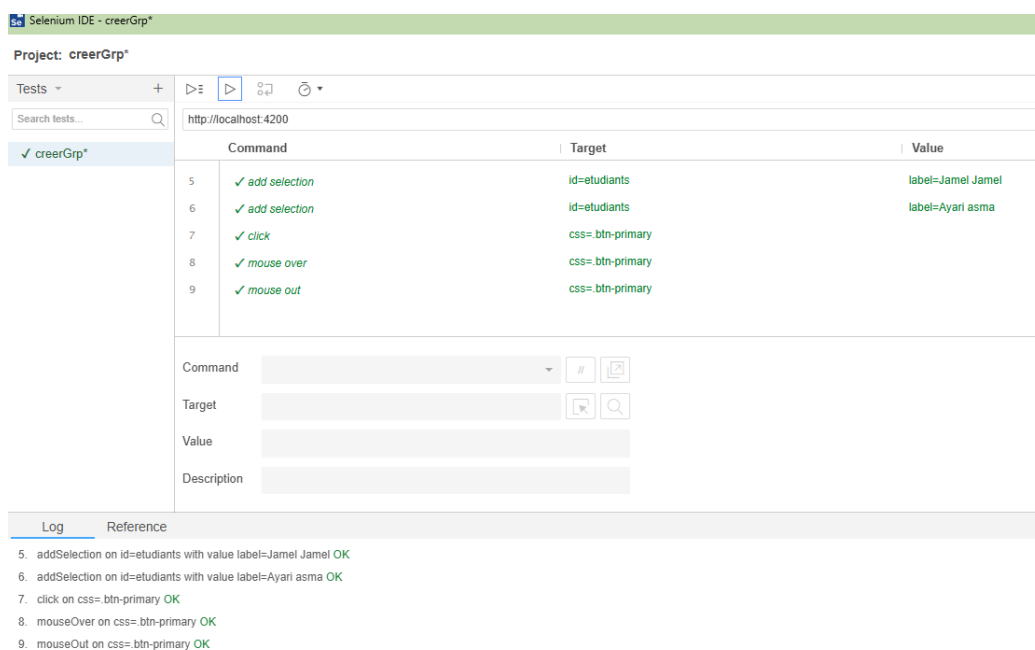 Se Selenium IDE - creerGrp*
Project: creerGrp*
Tests +
Search tests...
http://localhost:4200
✓ creerGrp*
Command Target Value
5 ✓ add selection id=etudiants label=Jamel Jamel
6 ✓ add selection id=etudiants label=Ayari asma
7 ✓ click css=.btn-primary
8 ✓ mouse over css=.btn-primary
9 ✓ mouse out css=.btn-primary
Command //
Target
Value
Description
Log Reference
5. addSelection on id=etudiants with value label=Jamel Jamel OK
6. addSelection on id=etudiants with value label=Ayari asma OK
7. click on css=.btn-primary OK
8. mouseOver on css=.btn-primary OK
9. mouseOut on css=.btn-primary OK